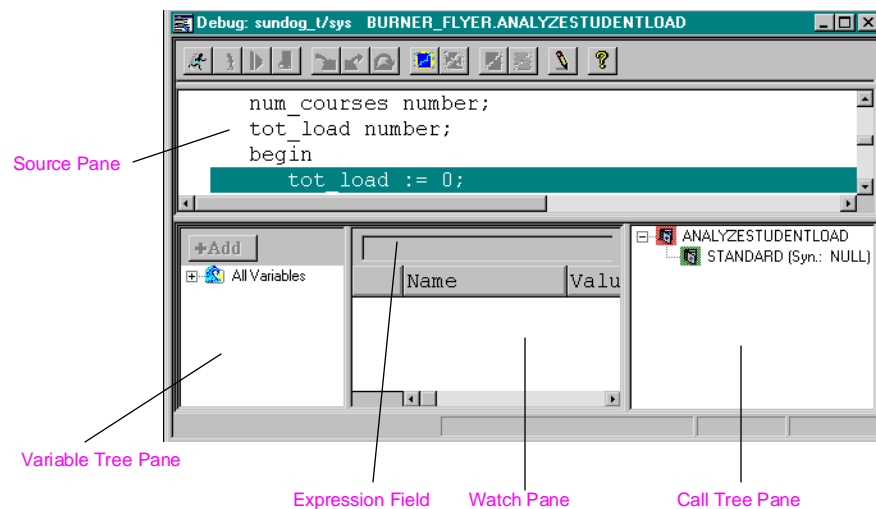 Debug: sundog_t/sys BURNER_FLYER.ANALYZESTUDENTLOAD
num_courses number;
tot_load number;
begin
tot_load := 0;
Source Pane
+Add
All Variables
Name Valu
ANALYZESTUDENTLOAD
STANDARD (Syn.: NULL)
Variable Tree Pane
Expression Field Watch Pane Call Tree Pane